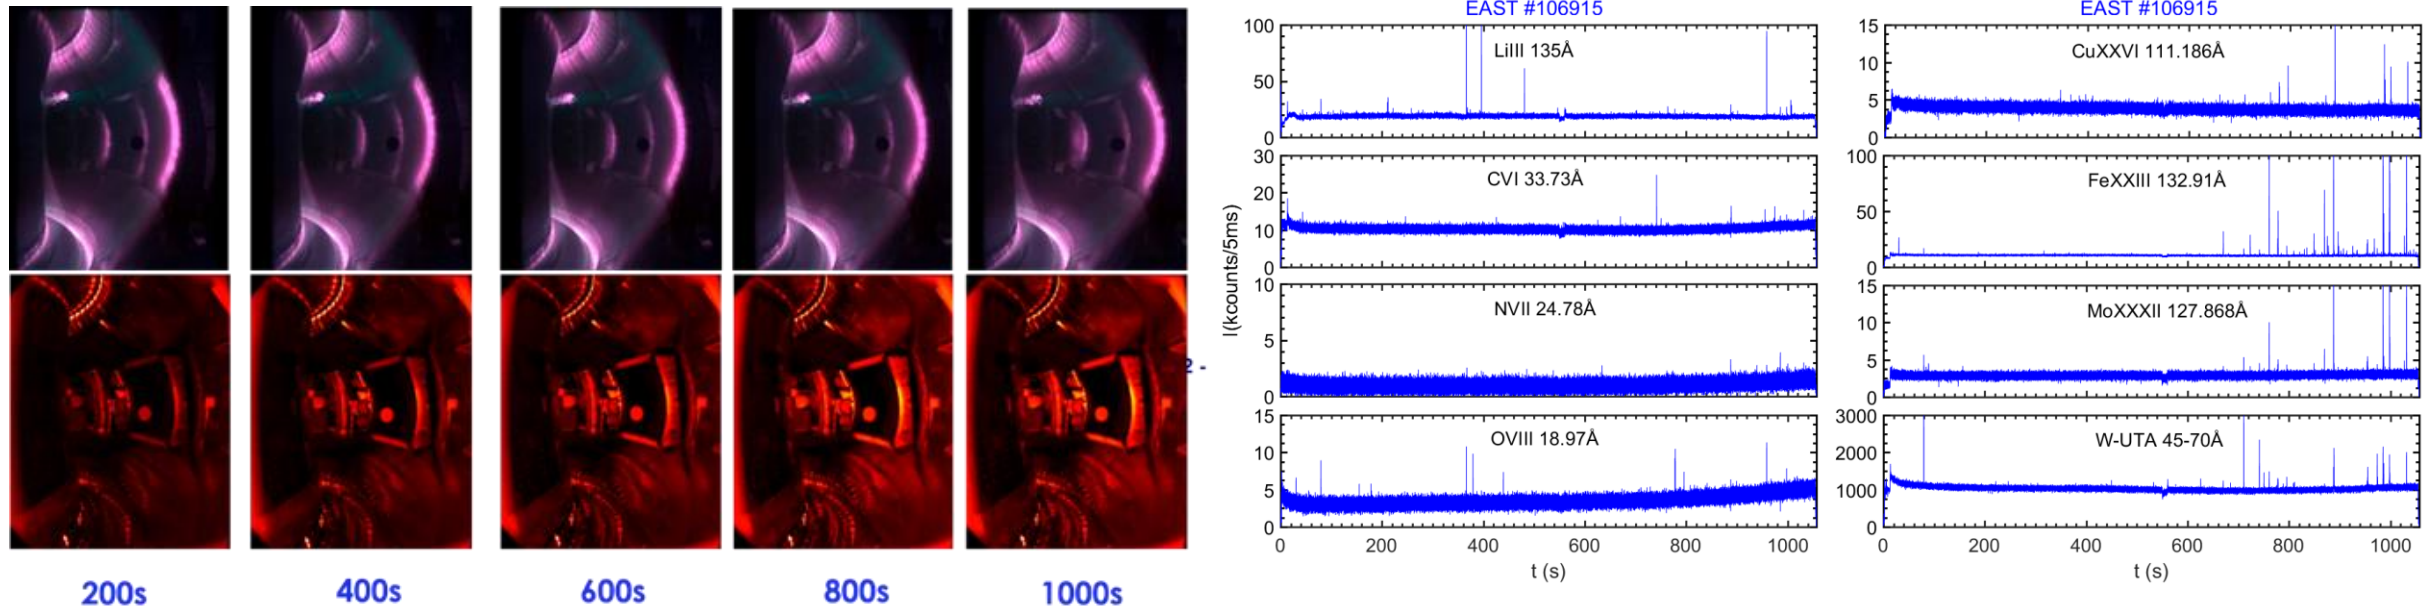 200s
400s
600s
800s
1000s
2 -
EAST #106915
I(kcounts/5ms)
100
50
0
LiIII 135Å
30
20
10
0
CVI 33.73Å
10
5
0
NVII 24.78Å
15
10
5
0
OVIII 18.97Å
0 200 400 600 800 1000
t (s)
EAST #106915
15
10
5
0
CuXXVI 111.186Å
100
50
0
FeXXIII 132.91Å
15
10
5
0
MoXXXII 127.868Å
3000
2000
1000
0
W-UTA 45-70Å
0 200 400 600 800 1000
t (s)